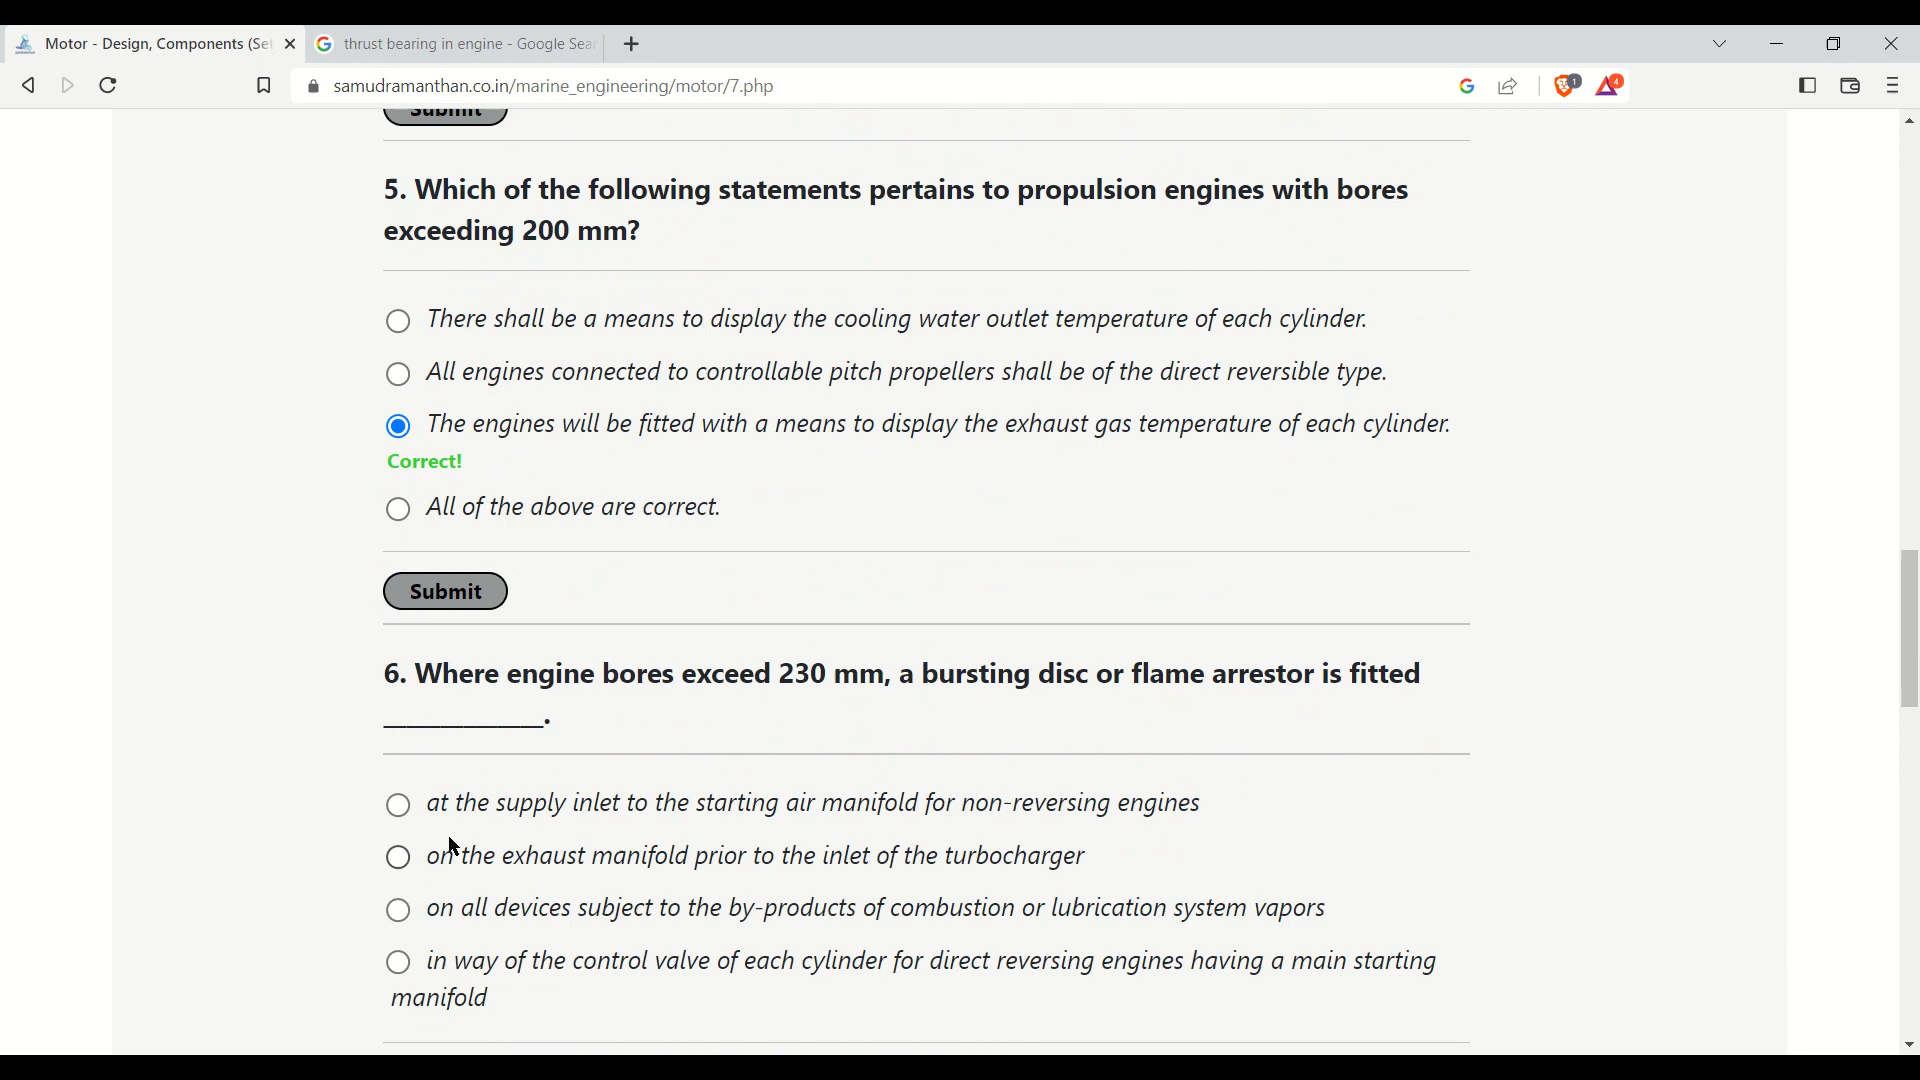 Motor - Design, Components (Set
thrust bearing in engine - Google Sear
samudramanthan.co.in/marine_engineering/motor/7.php
1
4
Submit
5. Which of the following statements pertains to propulsion engines with bores
exceeding 200 mm?
There shall be a means to display the cooling water outlet temperature of each cylinder.
All engines connected to controllable pitch propellers shall be of the direct reversible type.
The engines will be fitted with a means to display the exhaust gas temperature of each cylinder.
Correct!
All of the above are correct.
Submit
6. Where engine bores exceed 230 mm, a bursting disc or flame arrestor is fitted
____________.
at the supply inlet to the starting air manifold for non-reversing engines
on the exhaust manifold prior to the inlet of the turbocharger
on all devices subject to the by-products of combustion or lubrication system vapors
in way of the control valve of each cylinder for direct reversing engines having a main starting
manifold